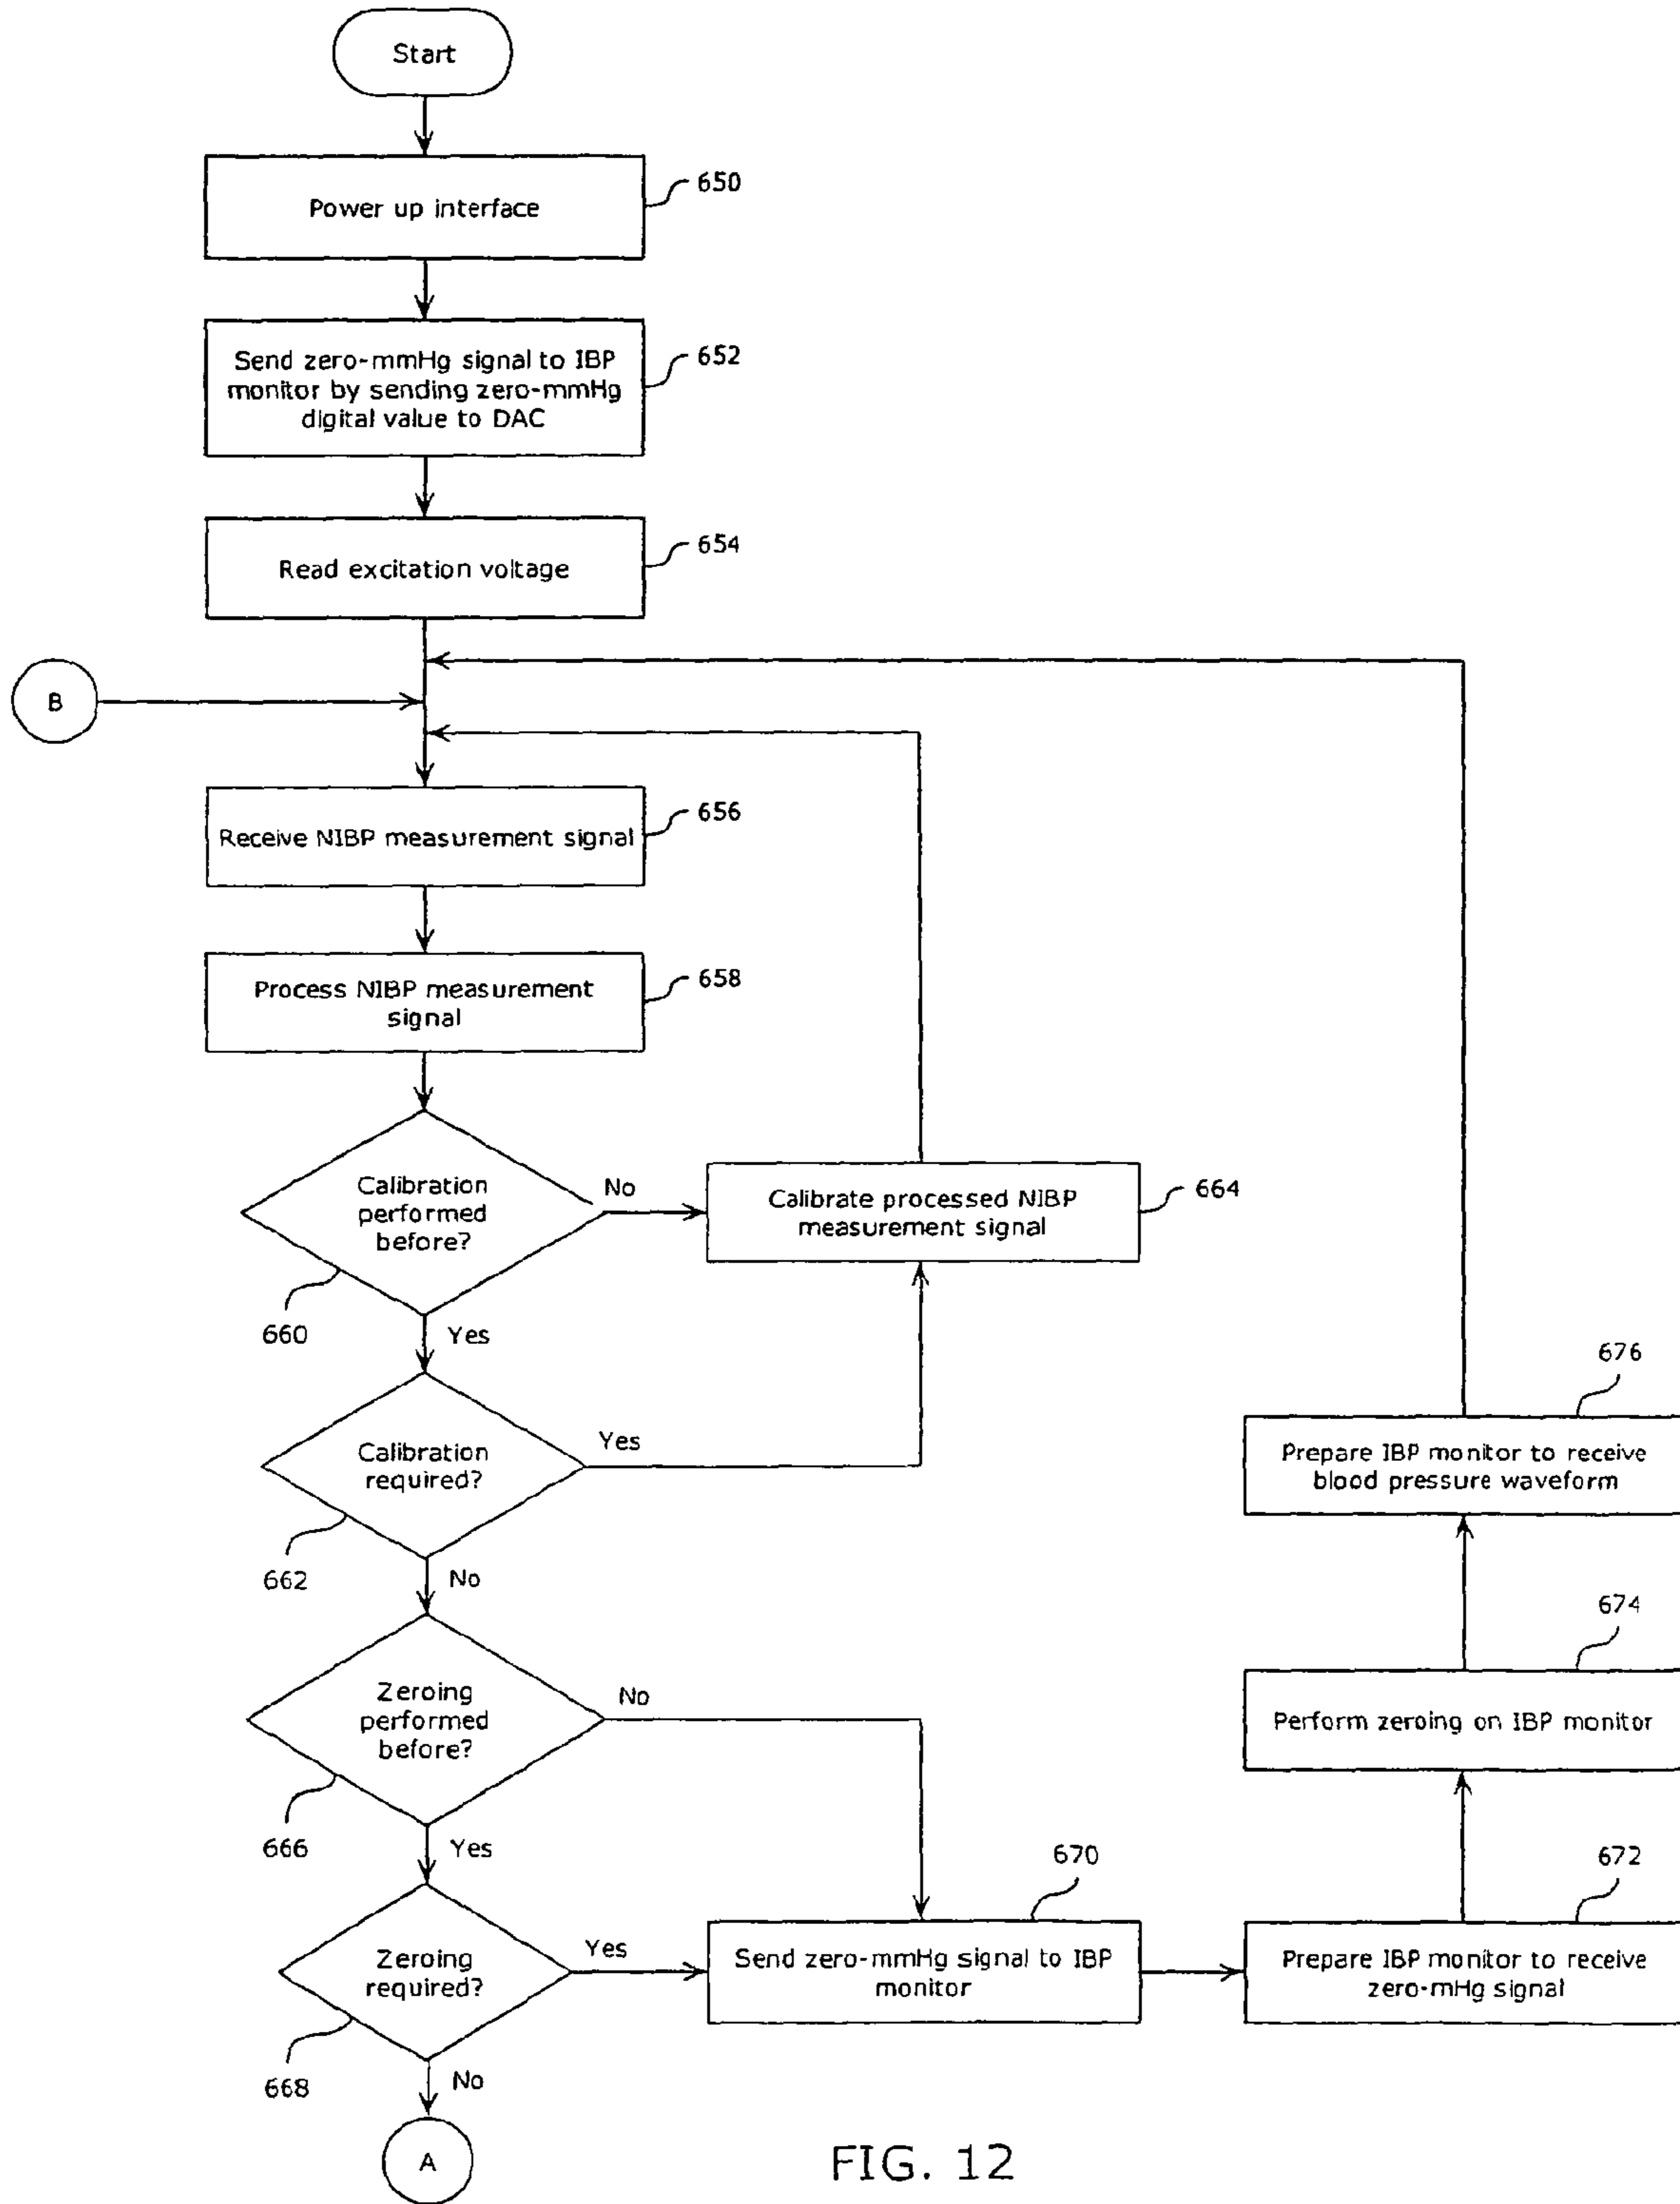 Start
Power up interface
650
Send zero-mmHg signal to IBP
monitor by sending zero-mmHg
digital value to DAC
652
Read excitation voltage
654
B
Receive NIBP measurement signal
656
Process NIBP measurement
signal
658
Calibration
performed
before?
660
No
Yes
Calibrate processed NIBP
measurement signal
664
Calibration
required?
662
Yes
No
Zeroing
performed
before?
666
No
Yes
Zeroing
required?
668
Yes
No
A
Send zero-mmHg signal to IBP
monitor
670
Prepare IBP monitor to receive
zero-mHg signal
672
Perform zeroing on IBP monitor
674
Prepare IBP monitor to receive
blood pressure waveform
676
FIG. 12